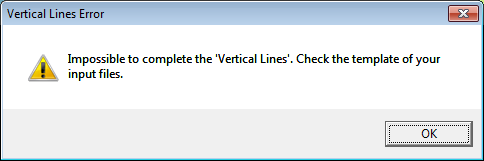 Vertical Lines Error
Impossible to complete the 'Vertical Lines'. Check the template of your
input files.
OK